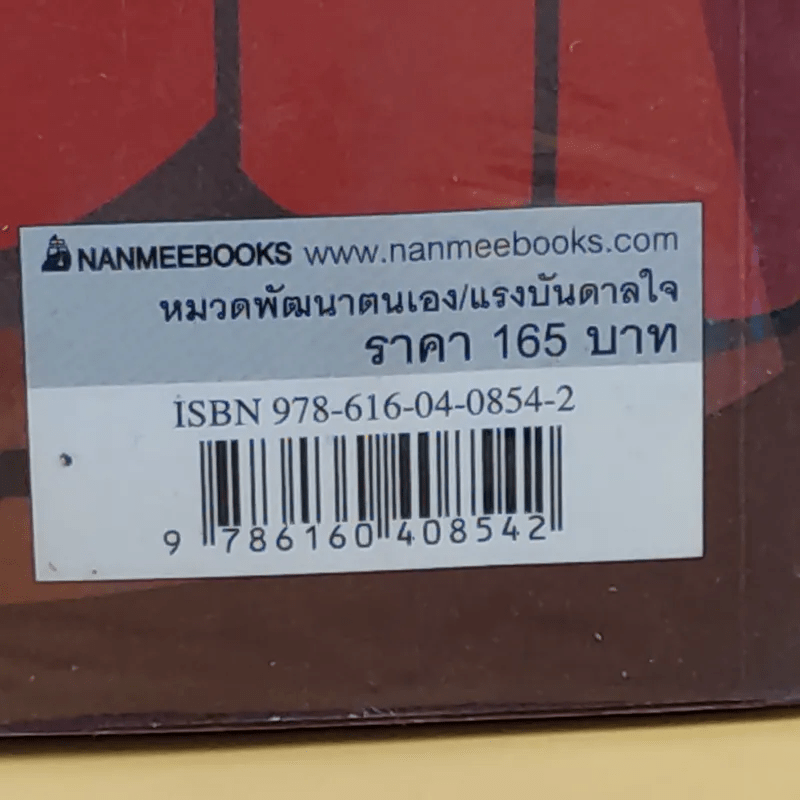 NANMEEBOOKS www.nanmeebooks.com
หมวดพัฒนาตนเอง/แรงบันดาลใจ
ราคา 165 บาท
ISBN 978-616-04-0854-2
9 786160 408542